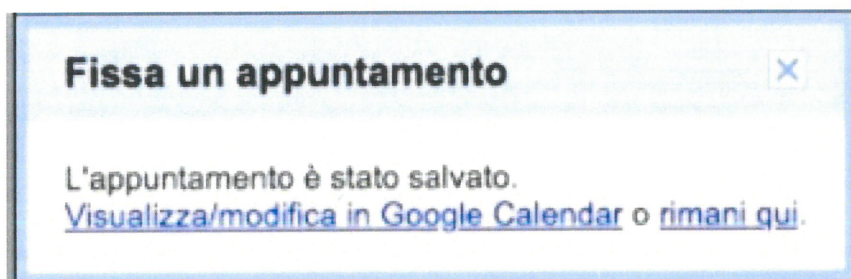 Fissa un appuntamento
L'appuntamento è stato salvato.
Visualizza/modifica in Google Calendar o rimani qui.